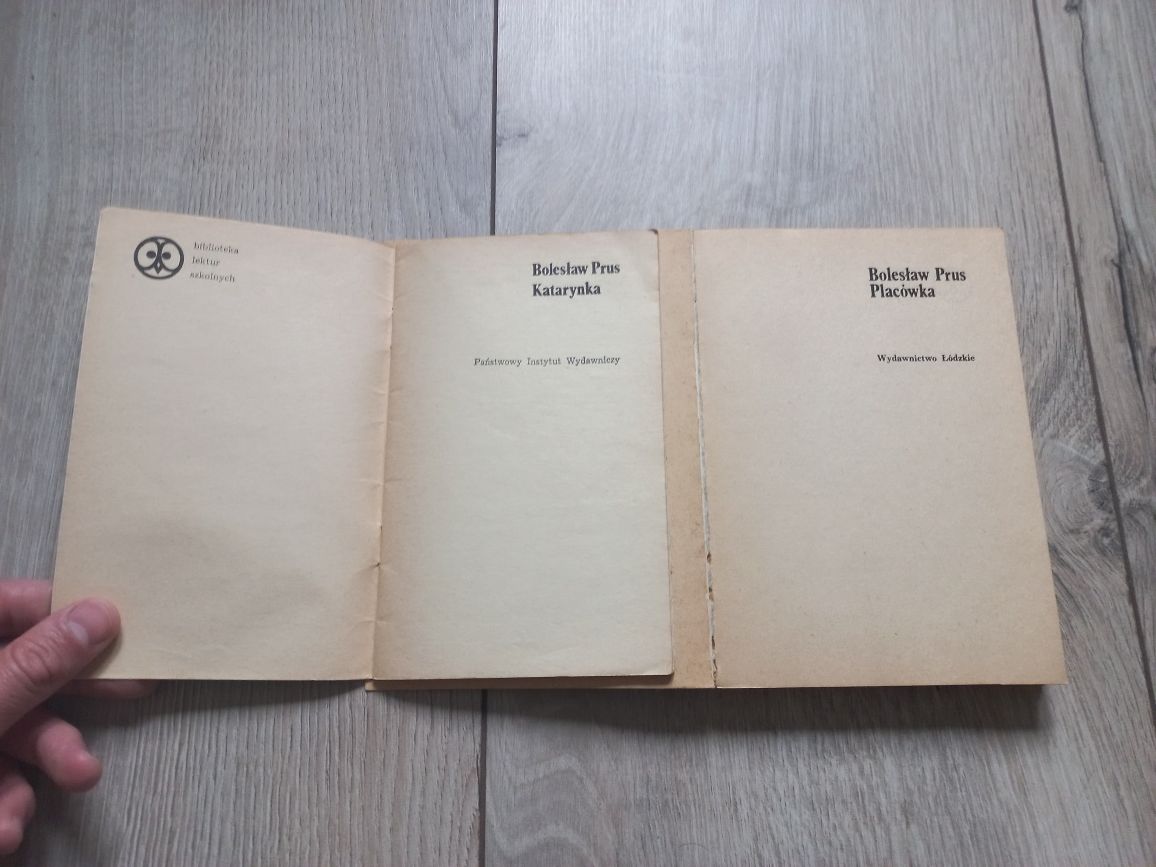 biblioteka
lektur
szkolnych
Bolesław Prus
Katarynka
Państwowy Instytut Wydawniczy
Bolesław Prus
Placówka
Wydawnictwo Łódzkie